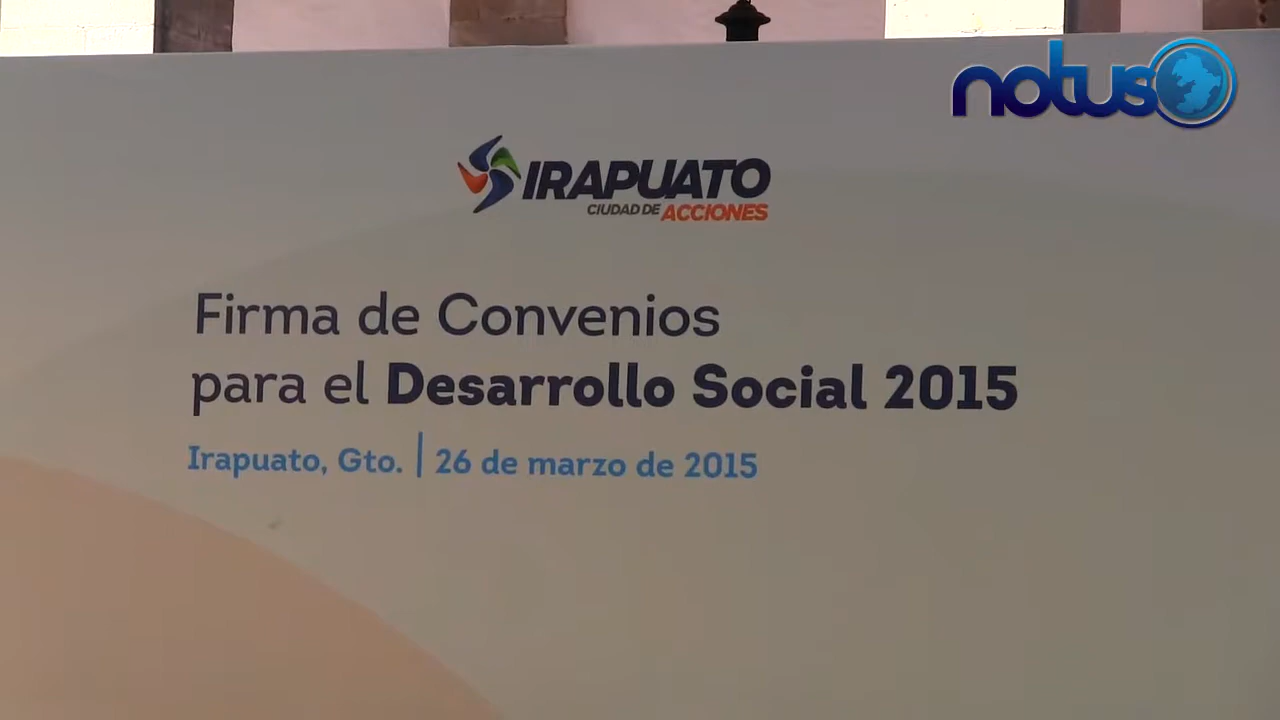 notus
IRAPUATO
CIUDAD DE ACCIONES
Firma de Convenios
para el Desarrollo Social 2015
Irapuato, Gto. | 26 de marzo de 2015